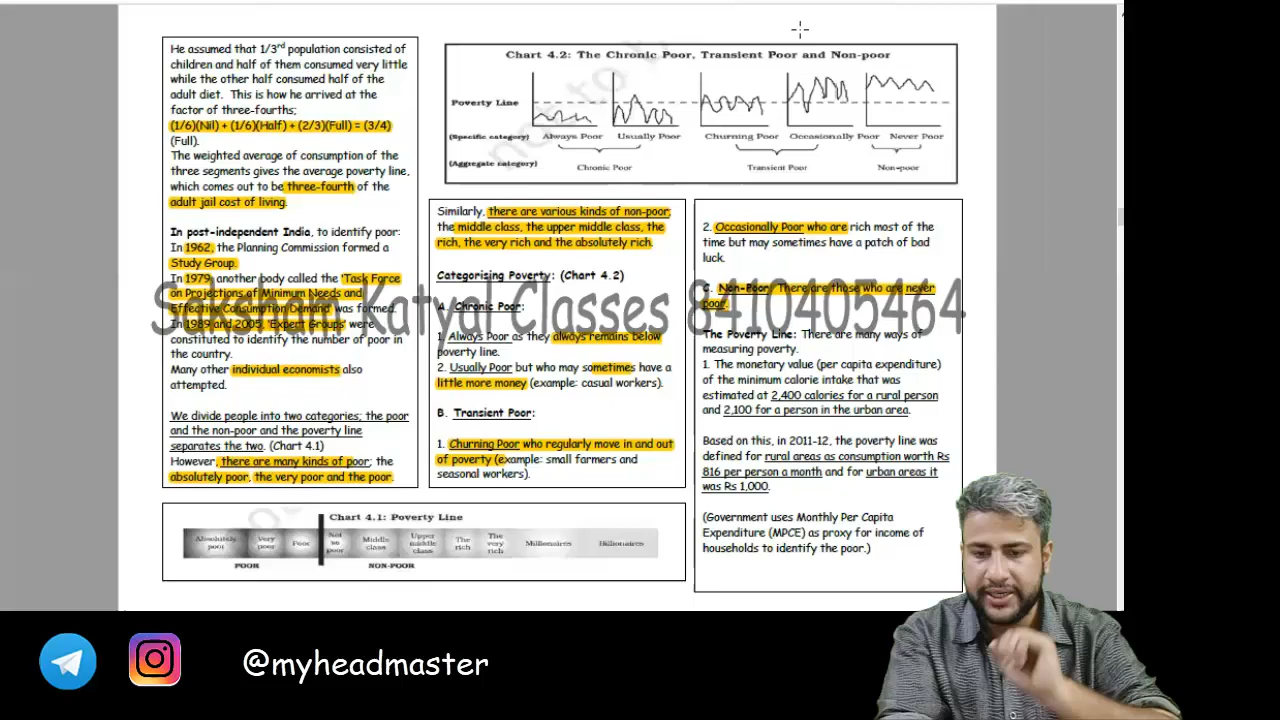 He assumed that 1/3rd population consisted of
children and half of them consumed very little
while the other half consumed half of the
adult diet. This is how he arrived at the
factor of three-fourths;
(1/6)(Nil) + (1/6)(Half) + (2/3)(Full) = (3/4)
(Full).
The weighted average of consumption of the
three segments gives the average poverty line,
which comes out to be three-fourth of the
adult jail cost of living.
In post-independent India, to identify poor:
In 1962, the Planning Commission formed a
Study Group.
In 1979, another body called the 'Task Force
on Projections of Minimum Needs and
Effective Consumption Demand' was formed.
In 1989 and 2005, 'Expert Groups' were
constituted to identify the number of poor in
the country.
Many other individual economists also
attempted.
We divide people into two categories; the poor
and the non-poor and the poverty line
separates the two. (Chart 4.1)
However, there are many kinds of poor; the
absolutely poor, the very poor and the poor.
Chart 4.2: The Chronic Poor, Transient Poor and Non-poor
Poverty Line
(Specific category) Always Poor Usually Poor Churning Poor Occasionally Poor Never Poor
(Aggregate category) Chronic Poor Transient Poor Non-poor
Similarly, there are various kinds of non-poor;
the middle class, the upper middle class, the
rich, the very rich and the absolutely rich.
Categorising Poverty: (Chart 4.2)
A. Chronic Poor:
1. Always Poor as they always remains below
poverty line.
2. Usually Poor but who may sometimes have a
little more money (example: casual workers).
B. Transient Poor:
1. Churning Poor who regularly move in and out
of poverty (example: small farmers and
seasonal workers).
2. Occasionally Poor who are rich most of the
time but may sometimes have a patch of bad
luck.
C. Non-Poor: There are those who are never
poor.
The Poverty Line: There are many ways of
measuring poverty.
1. The monetary value (per capita expenditure)
of the minimum calorie intake that was
estimated at 2,400 calories for a rural person
and 2,100 for a person in the urban area.
Based on this, in 2011-12, the poverty line was
defined for rural areas as consumption worth Rs
816 per person a month and for urban areas it
was Rs 1,000.
(Government uses Monthly Per Capita
Expenditure (MPCE) as proxy for income of
households to identify the poor.)
Saksham Katyal Classes 8410405464
Chart 4.1: Poverty Line
Absolutely poor Very poor Poor Not so poor Middle class Upper middle class The rich The very rich Millionaires Billionaires
POOR NON-POOR
@myheadmaster